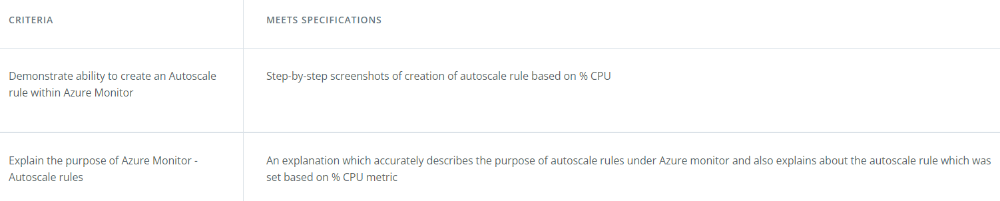 CRITERIA
MEETS SPECIFICATIONS
Demonstrate ability to create an Autoscale
rule within Azure Monitor
Step-by-step screenshots of creation of autoscale rule based on % CPU
Explain the purpose of Azure Monitor -
Autoscale rules
An explanation which accurately describes the purpose of autoscale rules under Azure monitor and also explains about the autoscale rule which was
set based on % CPU metric